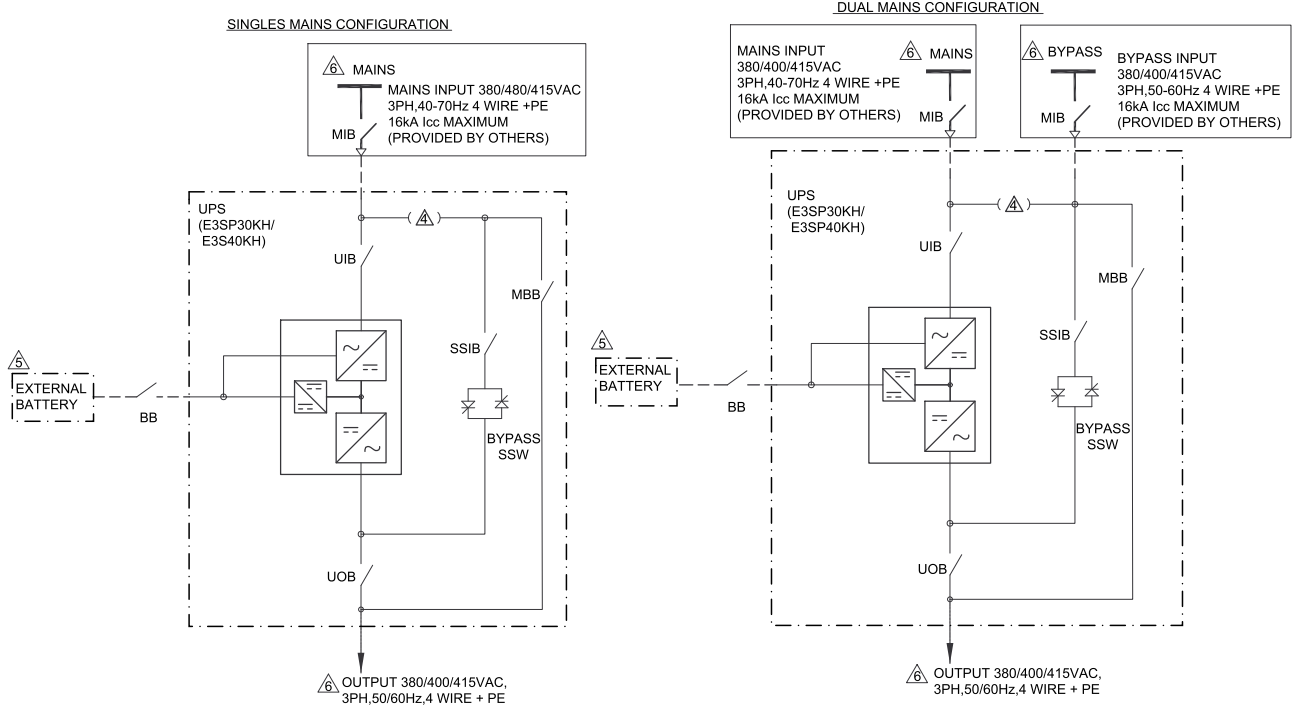 SINGLES MAINS CONFIGURATION
6 MAINS
MAINS INPUT 380/480/415VAC
3PH,40-70Hz 4 WIRE +PE
16kA Icc MAXIMUM
(PROVIDED BY OTHERS)
MIB
UPS
(E3SP30KH/
E3S40KH)
( 4 )
UIB
MBB
SSIB
5
EXTERNAL
BATTERY
BB
BYPASS
SSW
UOB
6 OUTPUT 380/400/415VAC,
3PH,50/60Hz,4 WIRE + PE
DUAL MAINS CONFIGURATION
MAINS INPUT
380/400/415VAC
3PH,40-70Hz 4 WIRE +PE
16kA Icc MAXIMUM
(PROVIDED BY OTHERS)
6 MAINS
MIB
6 BYPASS
MIB
BYPASS INPUT
380/400/415VAC
3PH,50-60Hz 4 WIRE +PE
16kA Icc MAXIMUM
(PROVIDED BY OTHERS)
UPS
(E3SP30KH/
E3SP40KH)
( 4 )
UIB
MBB
SSIB
5
EXTERNAL
BATTERY
BB
BYPASS
SSW
UOB
6 OUTPUT 380/400/415VAC,
3PH,50/60Hz,4 WIRE + PE